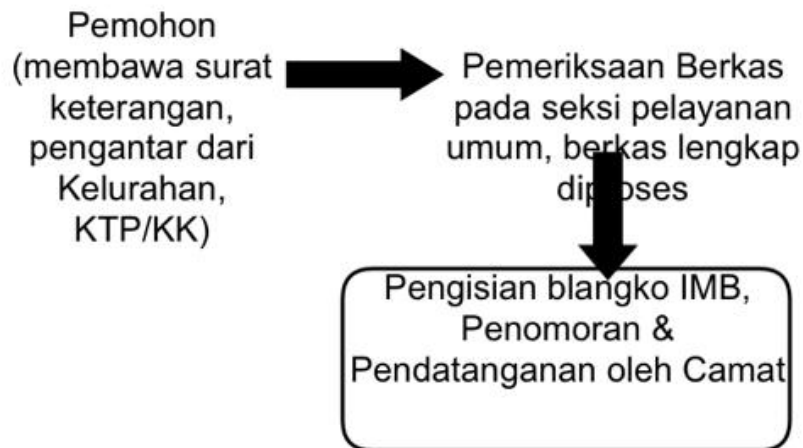 Pemohon
(membawa surat
keterangan,
pengantar dari
Kelurahan,
KTP/KK)
Pemeriksaan Berkas
pada seksi pelayanan
umum, berkas lengkap
diproses
Pengisian blangko IMB,
Penomoran &
Pendatanganan oleh Camat